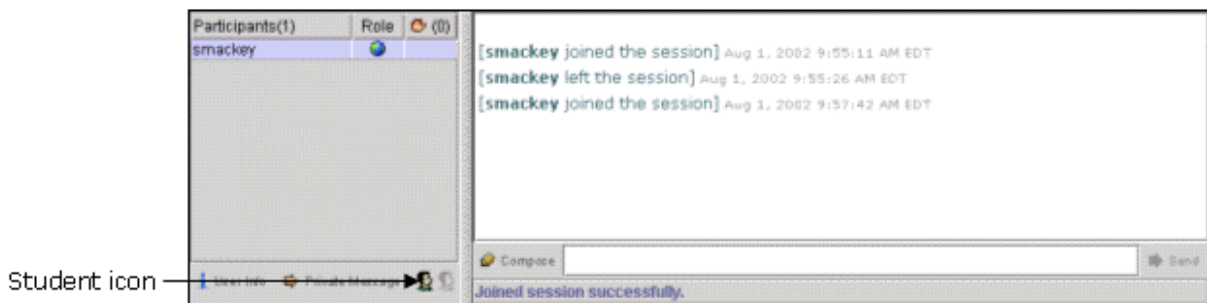 Participants(1) Role (0)
smackey
[smackey joined the session] Aug 1, 2002 9:55:11 AM EDT
[smackey left the session] Aug 1, 2002 9:55:26 AM EDT
[smackey joined the session] Aug 1, 2002 9:57:42 AM EDT
Compose Send
Student icon
User Info Private Message
Joined session successfully.